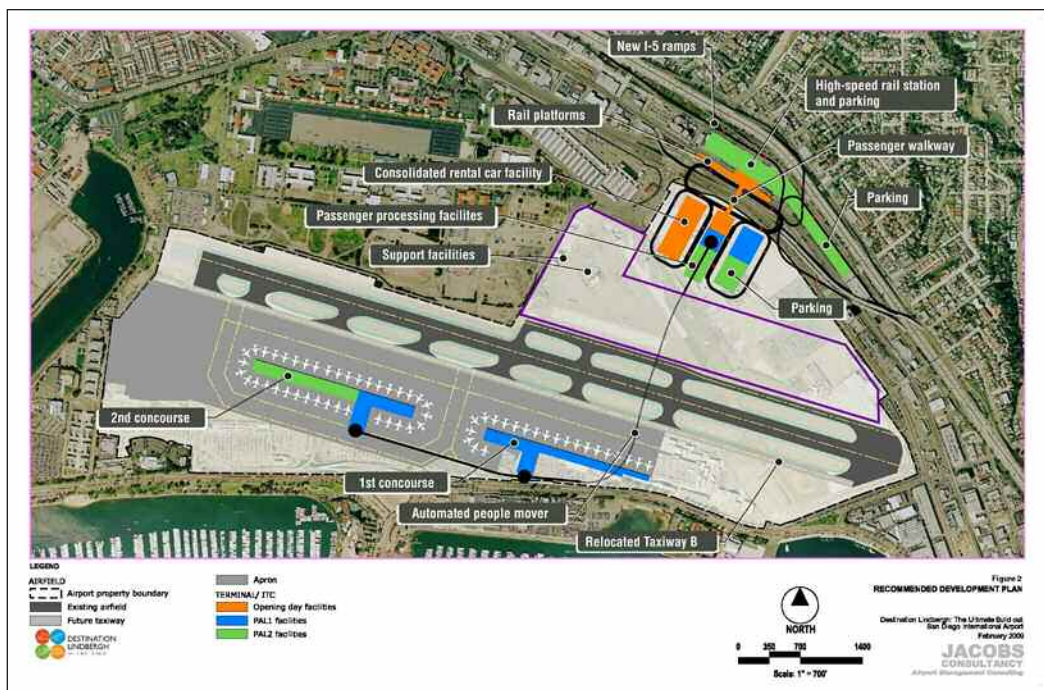 New I-5 ramps
High-speed rail station
and parking
Rail platforms
Passenger walkway
Consolidated rental car facility
Parking
Passenger processing facilites
Support facilities
Parking
2nd concourse
1st concourse
Automated people mover
Relocated Taxiway B
LEGEND
AIRFIELD
Airport property boundary
Existing airfield
Future taxiway
DESTINATION
LINDBERGH
Apron
TERMINAL/ ITC
Opening day facilities
PAL1 facilities
PAL2 facilities
NORTH
0 350 700 1400
Scale: 1" = 700'
Figure 2
RECOMMENDED DEVELOPMENT PLAN
Destination Lindbergh: The Ultimate Build out
San Diego International Airport
JACOBS
CONSULTANCY
Airport Management Consulting